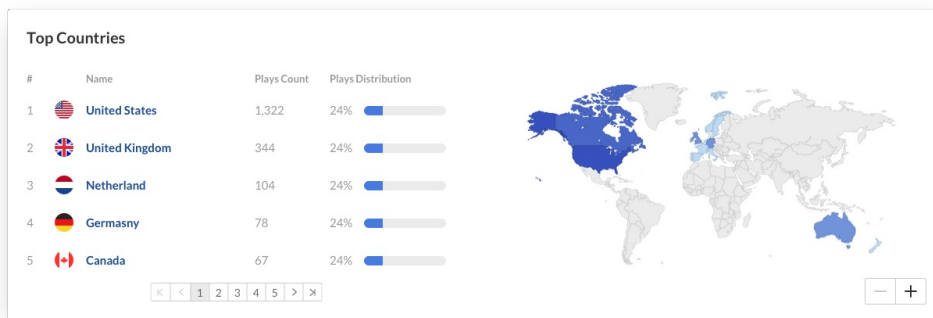 Top Countries
# Name Plays Count Plays Distribution
1 United States 1,322 24%
2 United Kingdom 344 24%
3 Netherland 104 24%
4 Germasny 78 24%
5 Canada 67 24%
1 2 3 4 5